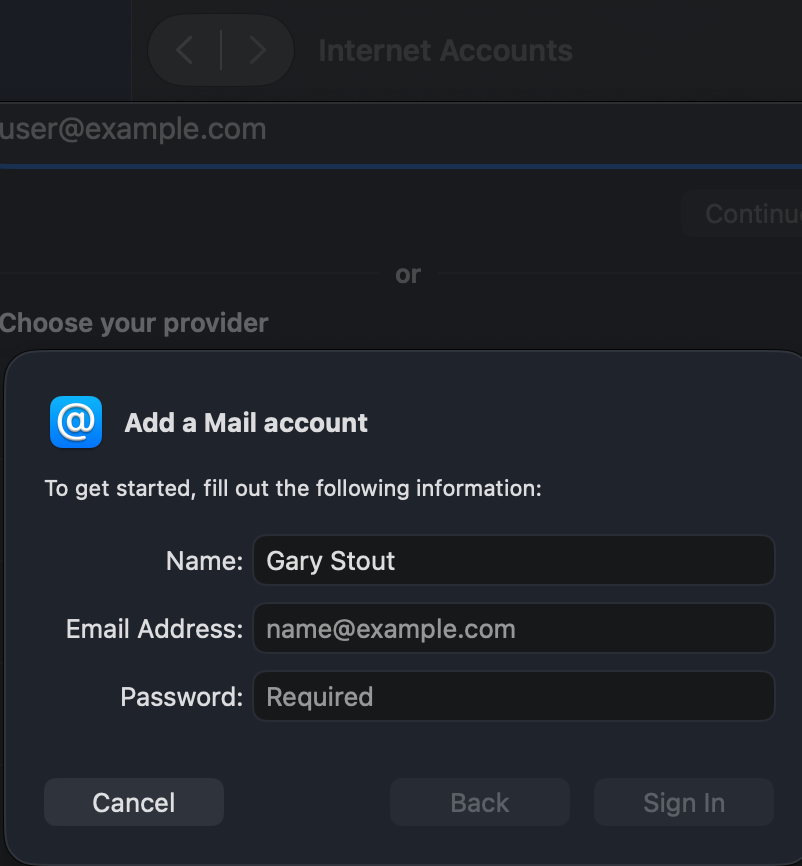 Internet Accounts
user@example.com
Continu
or
Choose your provider
@ Add a Mail account
To get started, fill out the following information:
Name: Gary Stout
Email Address: name@example.com
Password: Required
Cancel Back Sign In